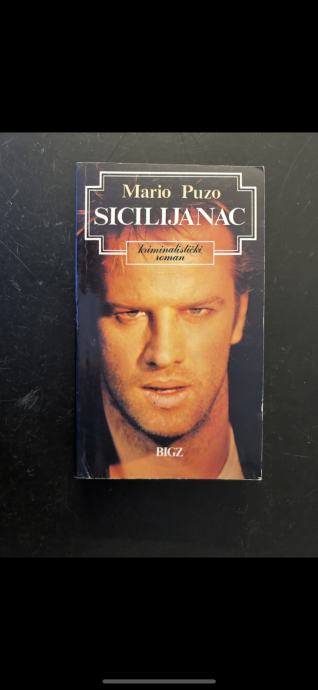 Mario Puzo
SICILIJANAC
kriminalistički
roman
BIGZ